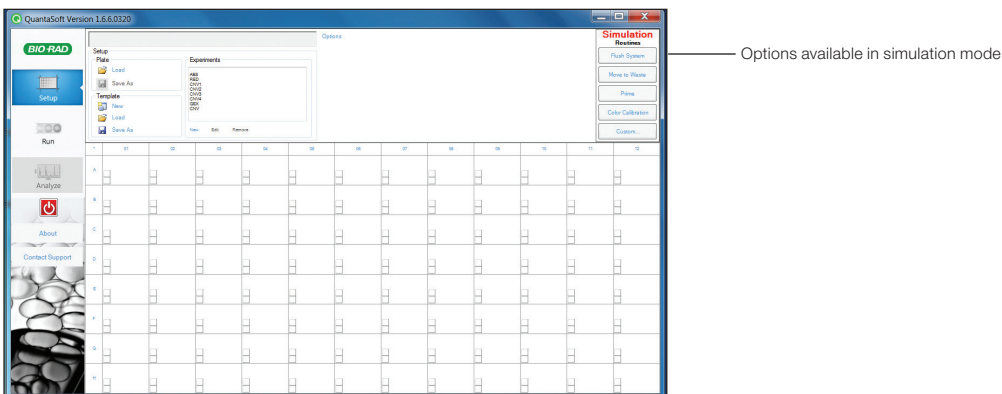 QuantaSoft Version 1.6.6.0320
BIO-RAD
Setup
Run
Analyze
About
Contact Support
Setup
Plate
Load
Save As
Template
New
Load
Save As
Experiments
ABS
RED
CNV1
CNV2
CNV3
CNV4
GEX
CNV
New Edit Remove
Options
Simulation
Routines
Flush System
Move to Waste
Prime
Color Calibration
Custom...
Options available in simulation mode
* 01 02 03 04 05 06 07 08 09 10 11 12
A
B
C
D
E
F
G
H